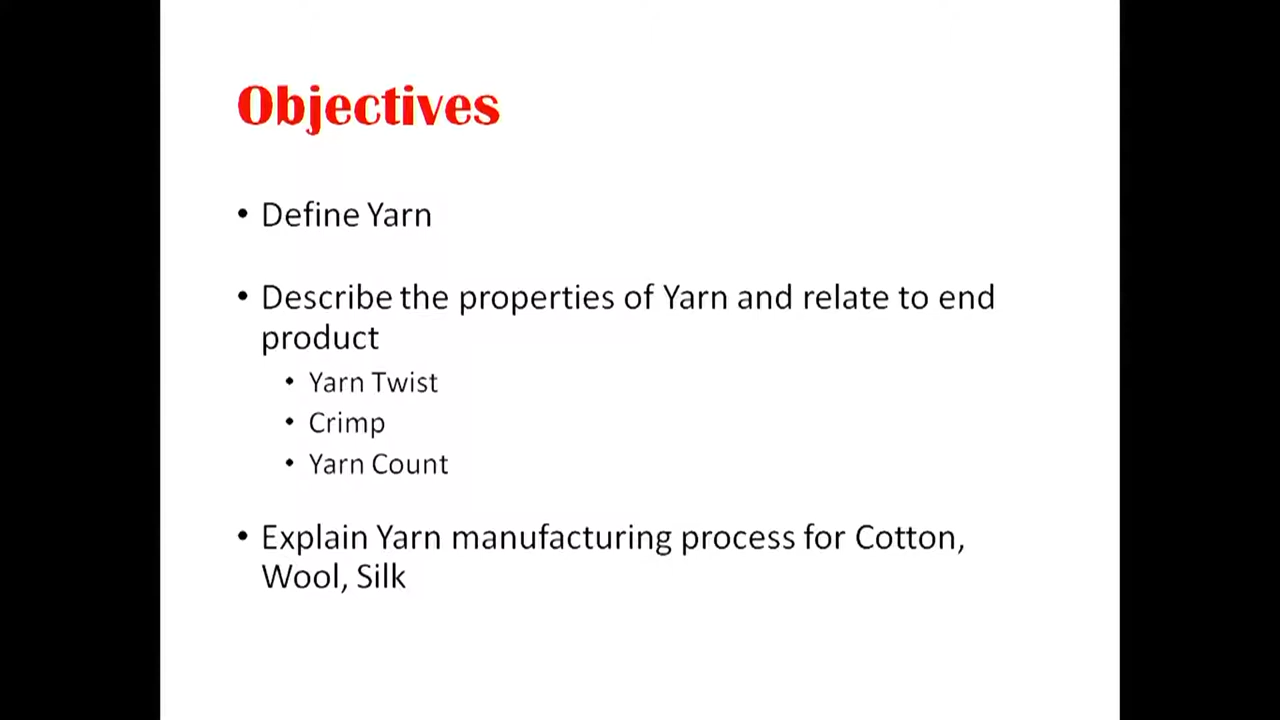 Objectives
• Define Yarn
• Describe the properties of Yarn and relate to end
product
• Yarn Twist
• Crimp
• Yarn Count
• Explain Yarn manufacturing process for Cotton,
Wool, Silk